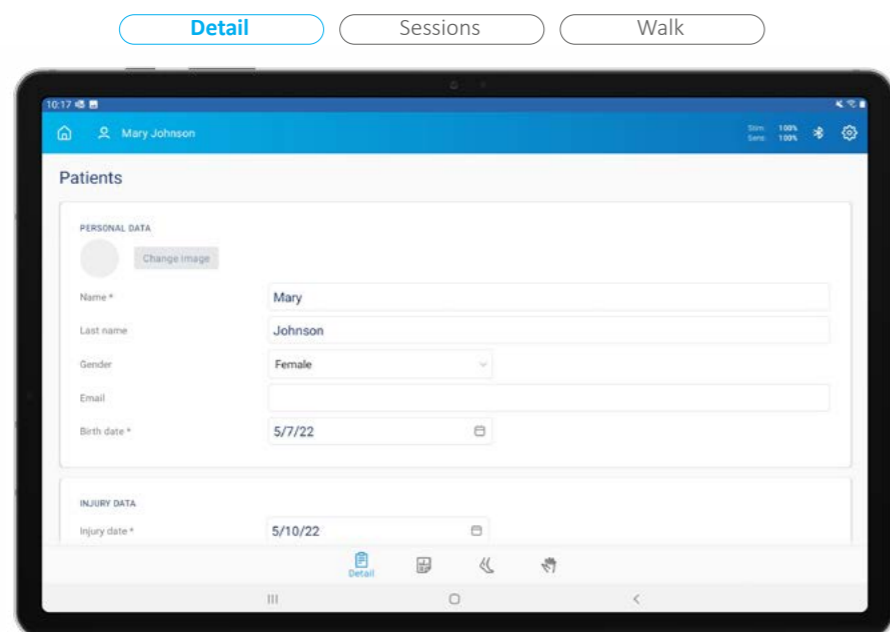 Detail Sessions Walk
10:17
Mary Johnson Stim: 100%
Sens: 100%
Patients
PERSONAL DATA
Change image
Name * Mary
Last name Johnson
Gender Female
Email
Birth date * 5/7/22
INJURY DATA
Injury date * 5/10/22
Detail